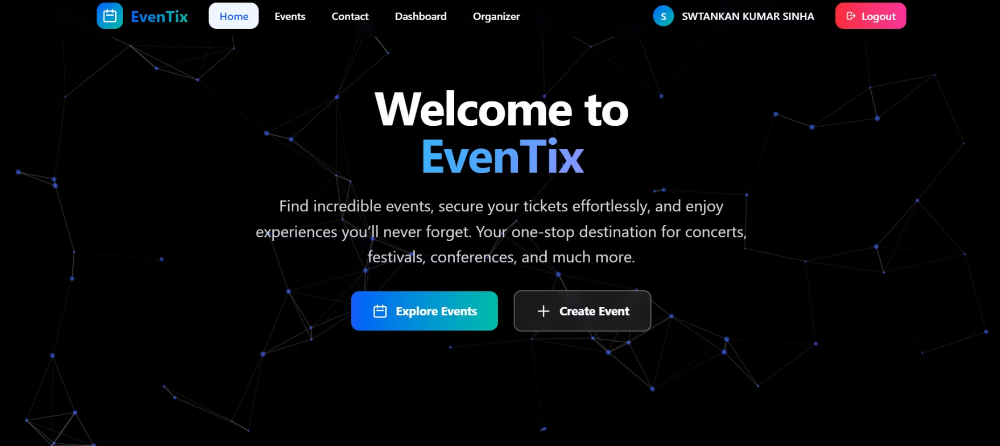 EvenTix
Home
Events
Contact
Dashboard
Organizer
S
SWTANKAN KUMAR SINHA
Logout
Welcome to
EvenTix
Find incredible events, secure your tickets effortlessly, and enjoy
experiences you’ll never forget. Your one-stop destination for concerts,
festivals, conferences, and much more.
Explore Events
Create Event